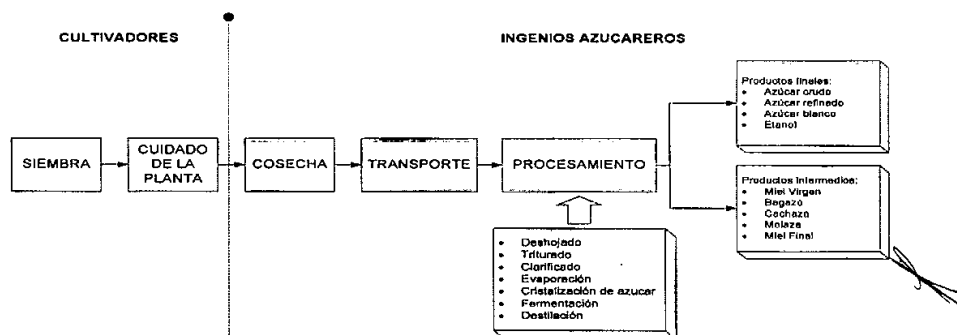 CULTIVADORES
INGENIOS AZUCAREROS
SIEMBRA
CUIDADO
DE LA
PLANTA
COSECHA
TRANSPORTE
PROCESAMIENTO
Productos finales:
• Azúcar crudo
• Azúcar refinado
• Azúcar blanco
• Etanol
Productos Intermedios:
• Miel Virgen
• Bagazo
• Cachaza
• Molaza
• Miel Final
• Deshojado
• Triturado
• Clarificado
• Evaporación
• Cristalización de azucar
• Fermentación
• Destilación